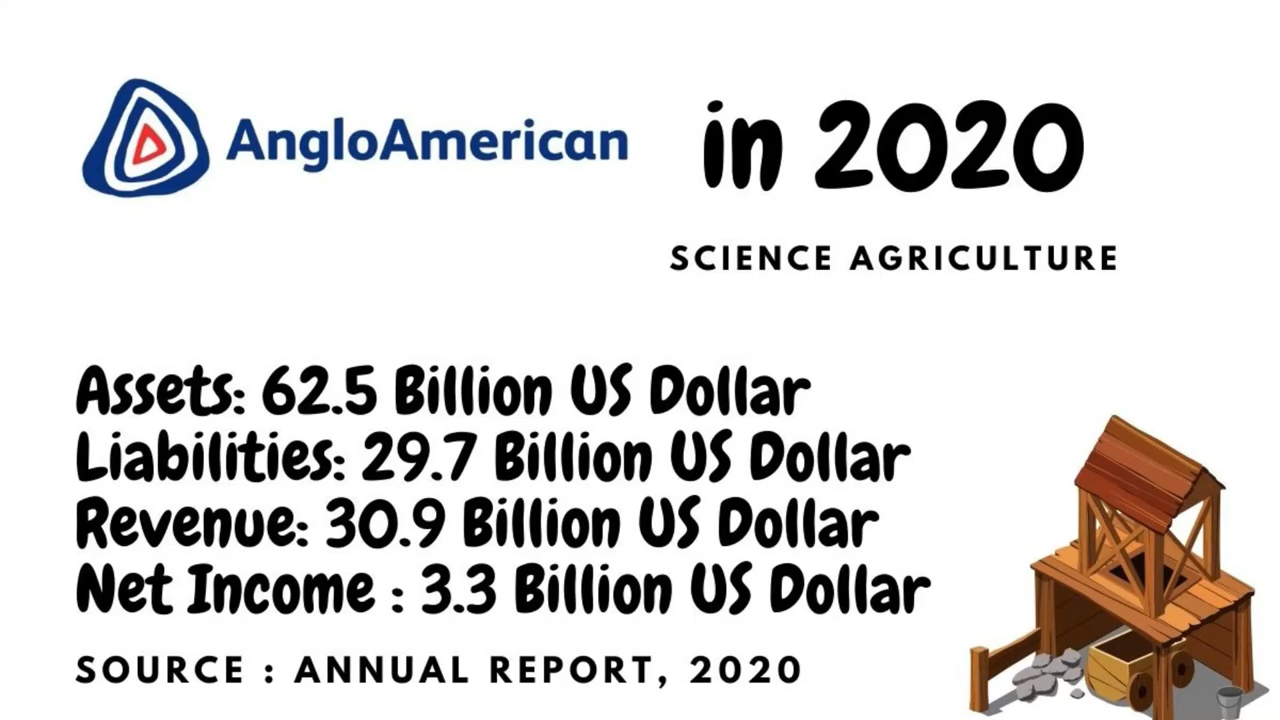 AngloAmerican in 2020
SCIENCE AGRICULTURE
Assets: 62.5 Billion US Dollar
Liabilities: 29.7 Billion US Dollar
Revenue: 30.9 Billion US Dollar
Net Income : 3.3 Billion US Dollar
SOURCE : ANNUAL REPORT, 2020